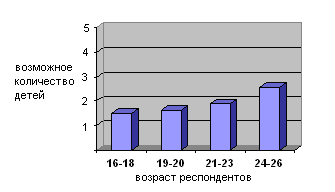 5
4
3
2
1
возможное
количество
детей
16-18 19-20 21-23 24-26
возраст респондентов